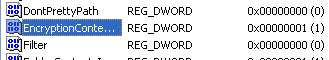 DontPrettyPath REG_DWORD 0x00000000 (0)
EncryptionConte... REG_DWORD 0x00000001 (1)
Filter REG_DWORD 0x00000000 (0)